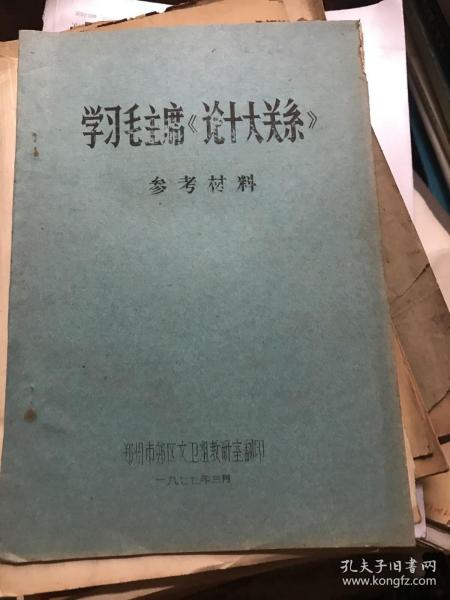 学习毛主席《论十大关系》
参考材料
郑州市郊区文卫组教研室翻印
一九七七年三月
孔夫子旧书网
www.kongfz.com